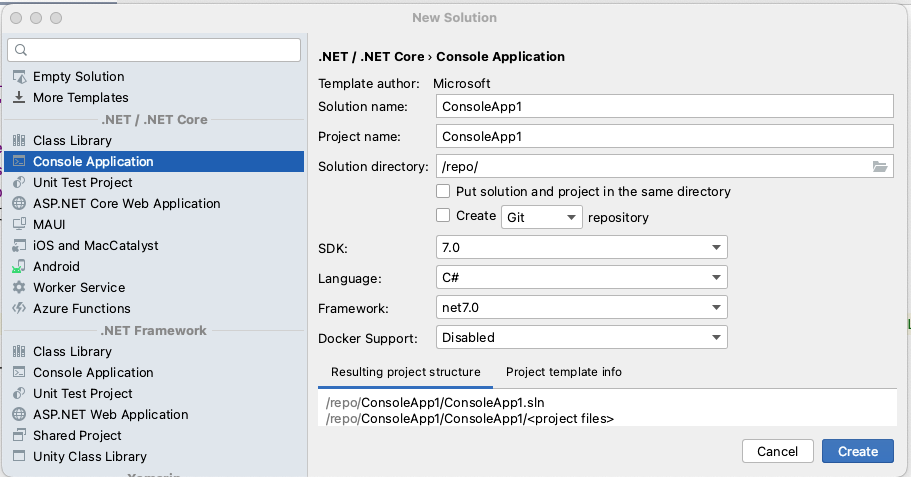 New Solution
Empty Solution
More Templates
.NET / .NET Core
Class Library
Console Application
Unit Test Project
ASP.NET Core Web Application
MAUI
iOS and MacCatalyst
Android
Worker Service
Azure Functions
.NET Framework
Class Library
Console Application
Unit Test Project
ASP.NET Web Application
Shared Project
Unity Class Library
.NET / .NET Core › Console Application
Template author: Microsoft
Solution name: ConsoleApp1
Project name: ConsoleApp1
Solution directory: /repo/
Put solution and project in the same directory
Create Git repository
SDK: 7.0
Language: C#
Framework: net7.0
Docker Support: Disabled
Resulting project structure Project template info
/repo/ConsoleApp1/ConsoleApp1.sln
/repo/ConsoleApp1/ConsoleApp1/<project files>
Cancel Create